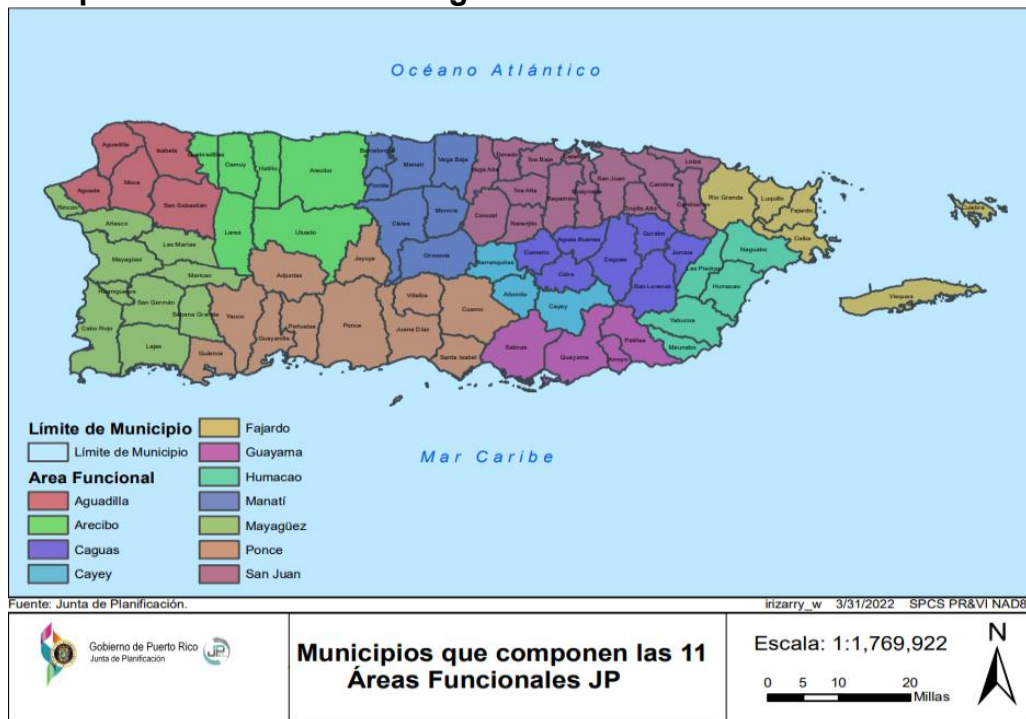 Océano Atlántico
Aguadilla
Isabela
Camuy
Hatillo
Arecibo
Barceloneta
Manatí
Vega Baja
Vega Alta
Dorado
Toa Baja
San Juan
Loíza
Aguada
Moca
San Sebastián
Florida
Toa Alta
Bayamón
Guaynabo
Carolina
Trujillo Alto
Canóvanas
Río Grande
Luquillo
Fajardo
Culebra
Rincón
Añasco
Lares
Utuado
Ciales
Morovis
Corozal
Naranjito
Ceiba
Las Marías
Mayagüez
Orocovis
Comerío
Aguas Buenas
Gurabo
Juncos
Naguabo
Maricao
Adjuntas
Jayuya
Barranquitas
Cidra
Caguas
Las Piedras
Humacao
San Lorenzo
Vieques
Hormigueros
San Germán
Sabana Grande
Yauco
Villalba
Aibonito
Cayey
Coamo
Yabucoa
Cabo Rojo
Lajas
Guayanilla
Peñuelas
Ponce
Juana Díaz
Patillas
Maunabo
Guánica
Santa Isabel
Salinas
Guayama
Arroyo
Mar Caribe
Límite de Municipio
Límite de Municipio
Area Funcional
Aguadilla
Arecibo
Caguas
Cayey
Fajardo
Guayama
Humacao
Manatí
Mayagüez
Ponce
San Juan
Fuente: Junta de Planificación.
irizarry_w 3/31/2022 SPCS PR&VI NAD8
Gobierno de Puerto Rico
Junta de Planificación
JP
Municipios que componen las 11
Áreas Funcionales JP
Escala: 1:1,769,922
N
0 5 10 20
Millas